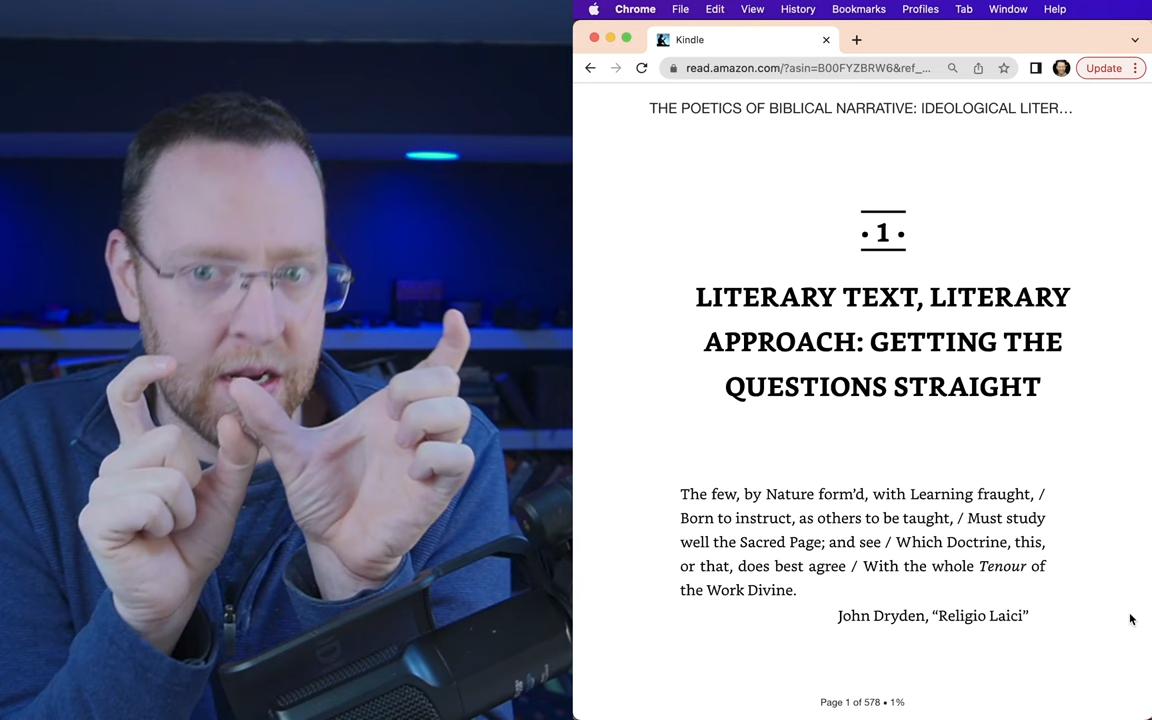 Chrome File Edit View History Bookmarks Profiles Tab Window Help
Kindle
read.amazon.com/?asin=B00FYZBRW6&ref_...
Update
THE POETICS OF BIBLICAL NARRATIVE: IDEOLOGICAL LITER...
• 1 •
LITERARY TEXT, LITERARY
APPROACH: GETTING THE
QUESTIONS STRAIGHT
The few, by Nature form’d, with Learning fraught, /
Born to instruct, as others to be taught, / Must study
well the Sacred Page; and see / Which Doctrine, this,
or that, does best agree / With the whole Tenour of
the Work Divine.
John Dryden, “Religio Laici”
Page 1 of 578 • 1%